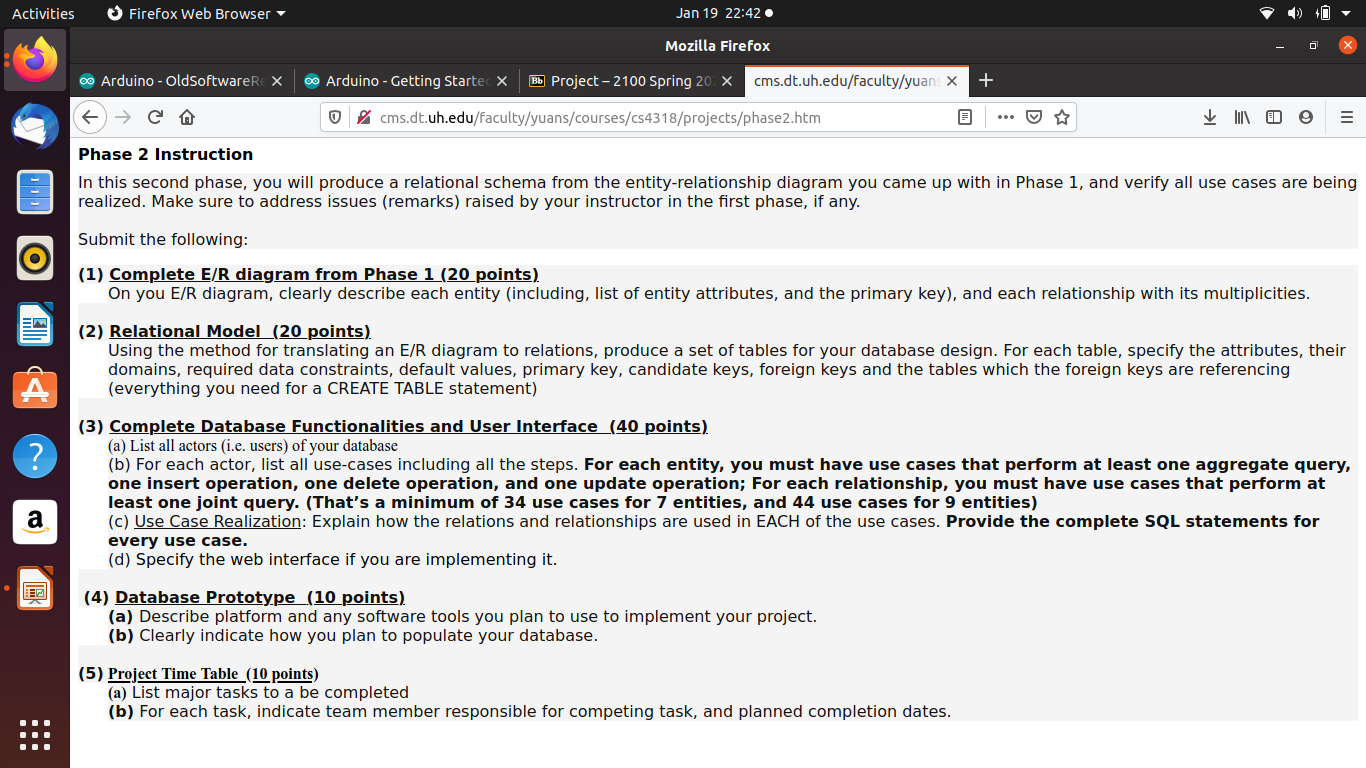 Activities Firefox Web Browser Jan 19 22:42
Mozilla Firefox
Arduino - OldSoftwareRe Arduino - Getting Started Bb Project – 2100 Spring 20 cms.dt.uh.edu/faculty/yuans
cms.dt.uh.edu/faculty/yuans/courses/cs4318/projects/phase2.htm
Phase 2 Instruction
In this second phase, you will produce a relational schema from the entity-relationship diagram you came up with in Phase 1, and verify all use cases are being
realized. Make sure to address issues (remarks) raised by your instructor in the first phase, if any.
Submit the following:
(1) Complete E/R diagram from Phase 1 (20 points)
On you E/R diagram, clearly describe each entity (including, list of entity attributes, and the primary key), and each relationship with its multiplicities.
(2) Relational Model (20 points)
Using the method for translating an E/R diagram to relations, produce a set of tables for your database design. For each table, specify the attributes, their
domains, required data constraints, default values, primary key, candidate keys, foreign keys and the tables which the foreign keys are referencing
(everything you need for a CREATE TABLE statement)
(3) Complete Database Functionalities and User Interface (40 points)
(a) List all actors (i.e. users) of your database
(b) For each actor, list all use-cases including all the steps. For each entity, you must have use cases that perform at least one aggregate query,
one insert operation, one delete operation, and one update operation; For each relationship, you must have use cases that perform at
least one joint query. (That’s a minimum of 34 use cases for 7 entities, and 44 use cases for 9 entities)
(c) Use Case Realization: Explain how the relations and relationships are used in EACH of the use cases. Provide the complete SQL statements for
every use case.
(d) Specify the web interface if you are implementing it.
(4) Database Prototype (10 points)
(a) Describe platform and any software tools you plan to use to implement your project.
(b) Clearly indicate how you plan to populate your database.
(5) Project Time Table (10 points)
(a) List major tasks to a be completed
(b) For each task, indicate team member responsible for competing task, and planned completion dates.